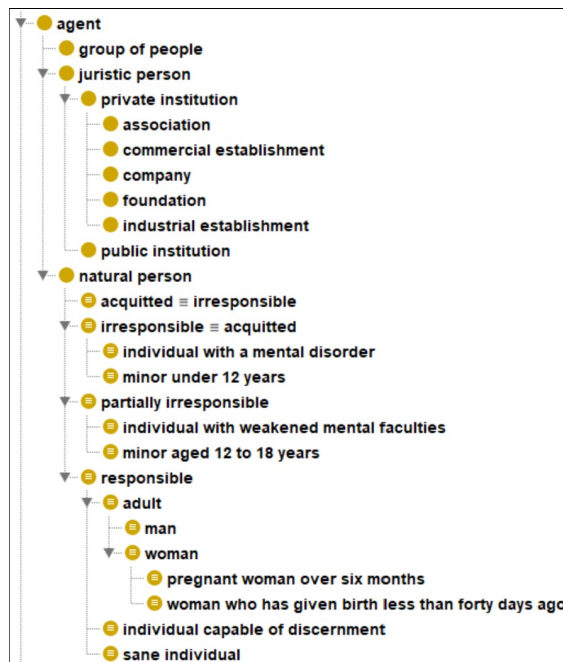 agent
group of people
juristic person
private institution
association
commercial establishment
company
foundation
industrial establishment
public institution
natural person
acquitted ≡ irresponsible
irresponsible ≡ acquitted
individual with a mental disorder
minor under 12 years
partially irresponsible
individual with weakened mental faculties
minor aged 12 to 18 years
responsible
adult
man
woman
pregnant woman over six months
woman who has given birth less than forty days ago
individual capable of discernment
sane individual